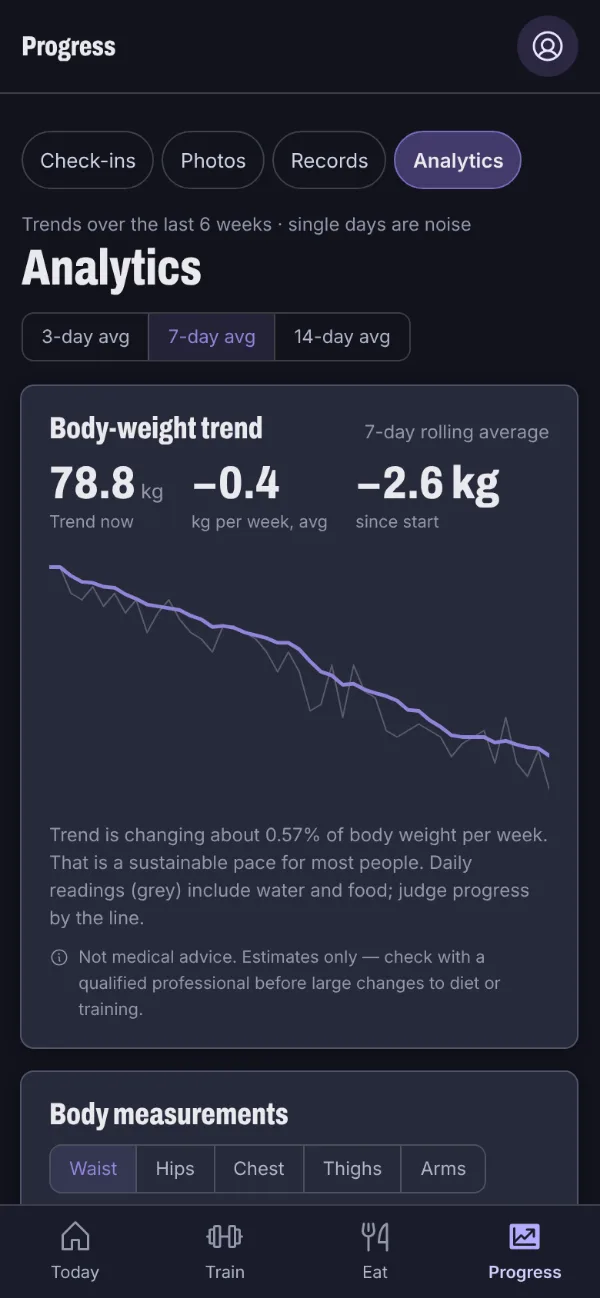 Progress
Check-ins
Photos
Records
Analytics
Trends over the last 6 weeks · single days are noise
Analytics
3-day avg
7-day avg
14-day avg
Body-weight trend
7-day rolling average
78.8 kg
−0.4
−2.6 kg
Trend now
kg per week, avg
since start
Trend is changing about 0.57% of body weight per week.
That is a sustainable pace for most people. Daily
readings (grey) include water and food; judge progress
by the line.
Not medical advice. Estimates only — check with a
qualified professional before large changes to diet or
training.
Body measurements
Waist
Hips
Chest
Thighs
Arms
Today
Train
Eat
Progress